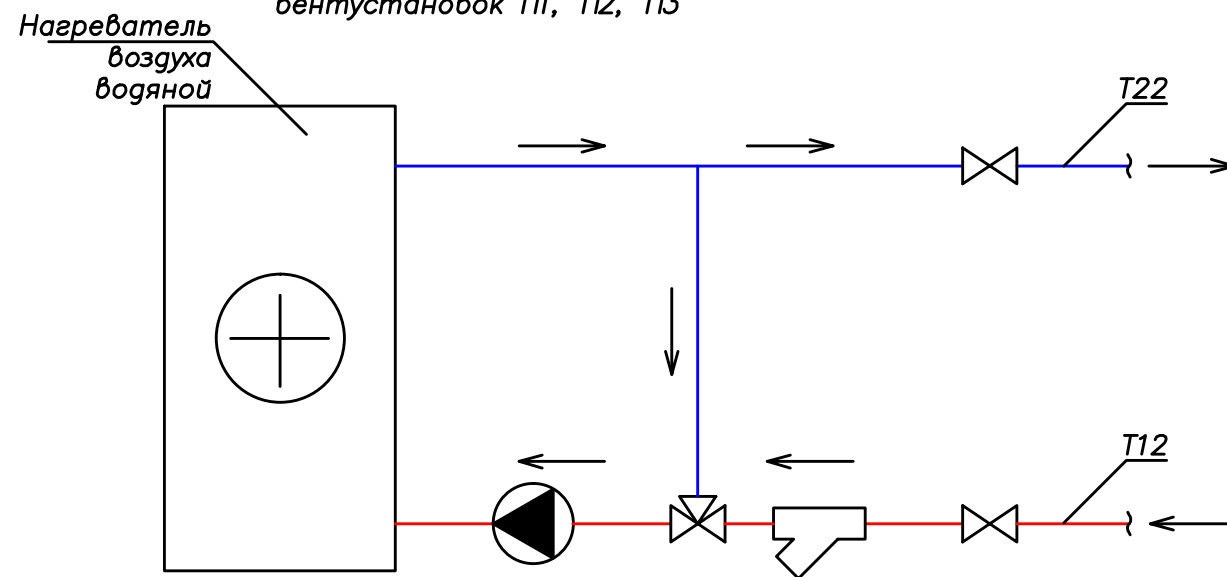 вентустановок П1, П2, П3
Нагреватель
воздуха
водяной
Т22
Т12